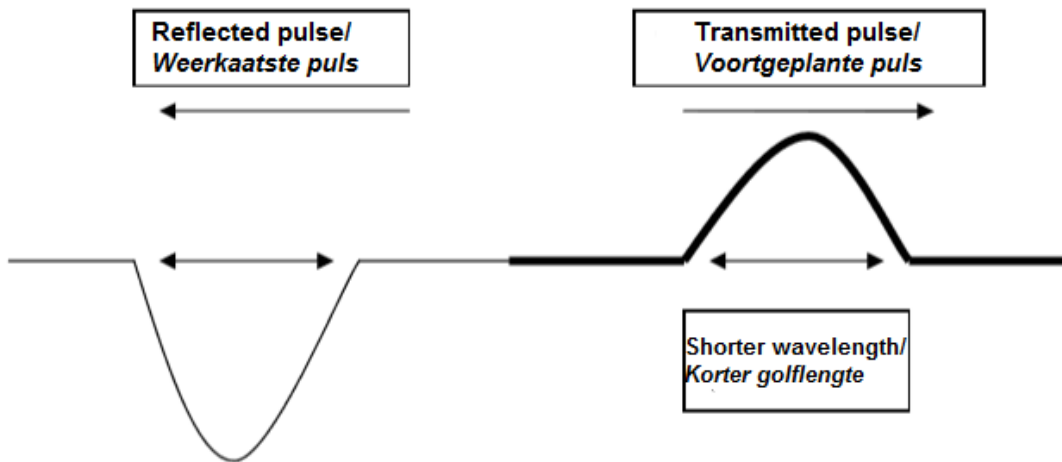 Reflected pulse/
Weerkaatste puls
Transmitted pulse/
Voortgeplante puls
Shorter wavelength/
Korter golflengte